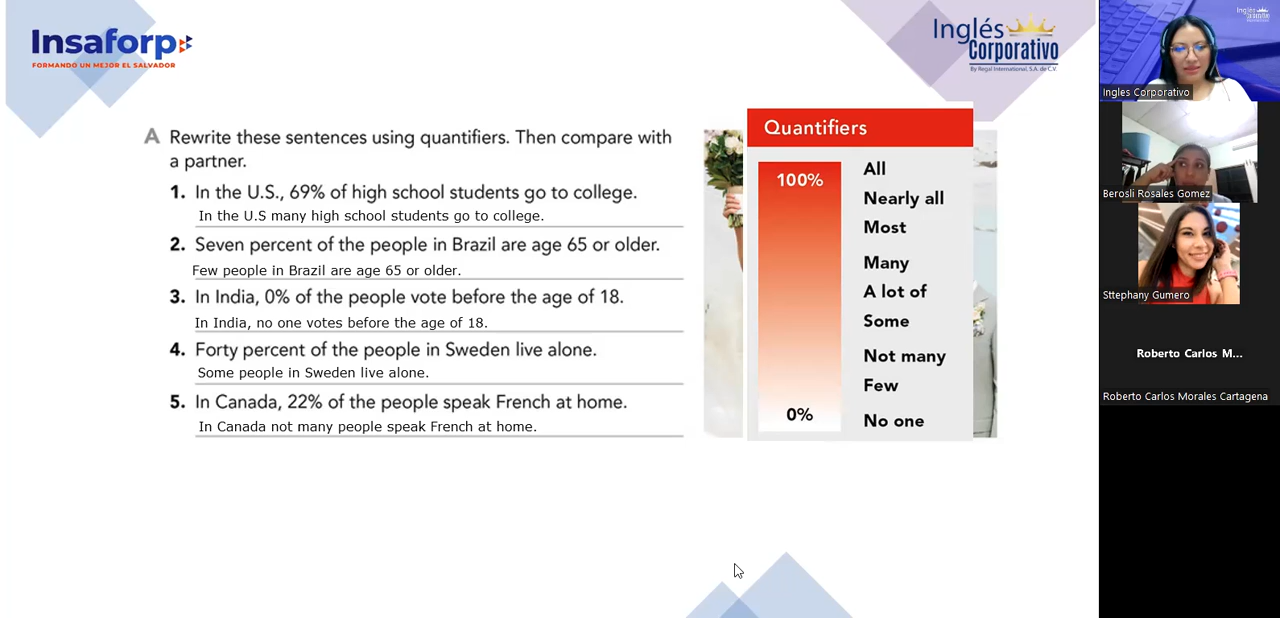 Insaforp
FORMANDO UN MEJOR EL SALVADOR
Inglés
Corporativo
By Regal International, S.A. de C.V.
A Rewrite these sentences using quantifiers. Then compare with
a partner.
1. In the U.S., 69% of high school students go to college.
In the U.S many high school students go to college.
2. Seven percent of the people in Brazil are age 65 or older.
Few people in Brazil are age 65 or older.
3. In India, 0% of the people vote before the age of 18.
In India, no one votes before the age of 18.
4. Forty percent of the people in Sweden live alone.
Some people in Sweden live alone.
5. In Canada, 22% of the people speak French at home.
In Canada not many people speak French at home.
Quantifiers
100%
All
Nearly all
Most
Many
A lot of
Some
Not many
Few
0%
No one
Inglés
Ingles Corporativo
Berosli Rosales Gomez
Sttephany Gumero
Roberto Carlos M...
Roberto Carlos Morales Cartagena